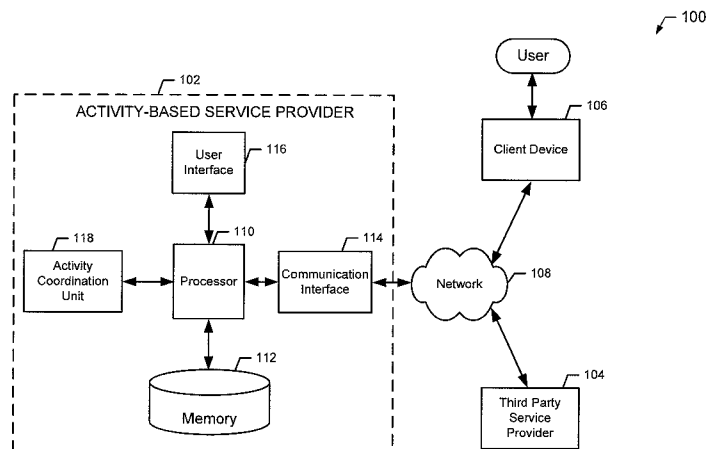 100
User
102
ACTIVITY-BASED SERVICE PROVIDER
106
Client Device
116
User
Interface
118
Activity
Coordination
Unit
110
Processor
114
Communication
Interface
Network
108
112
Memory
104
Third Party
Service
Provider